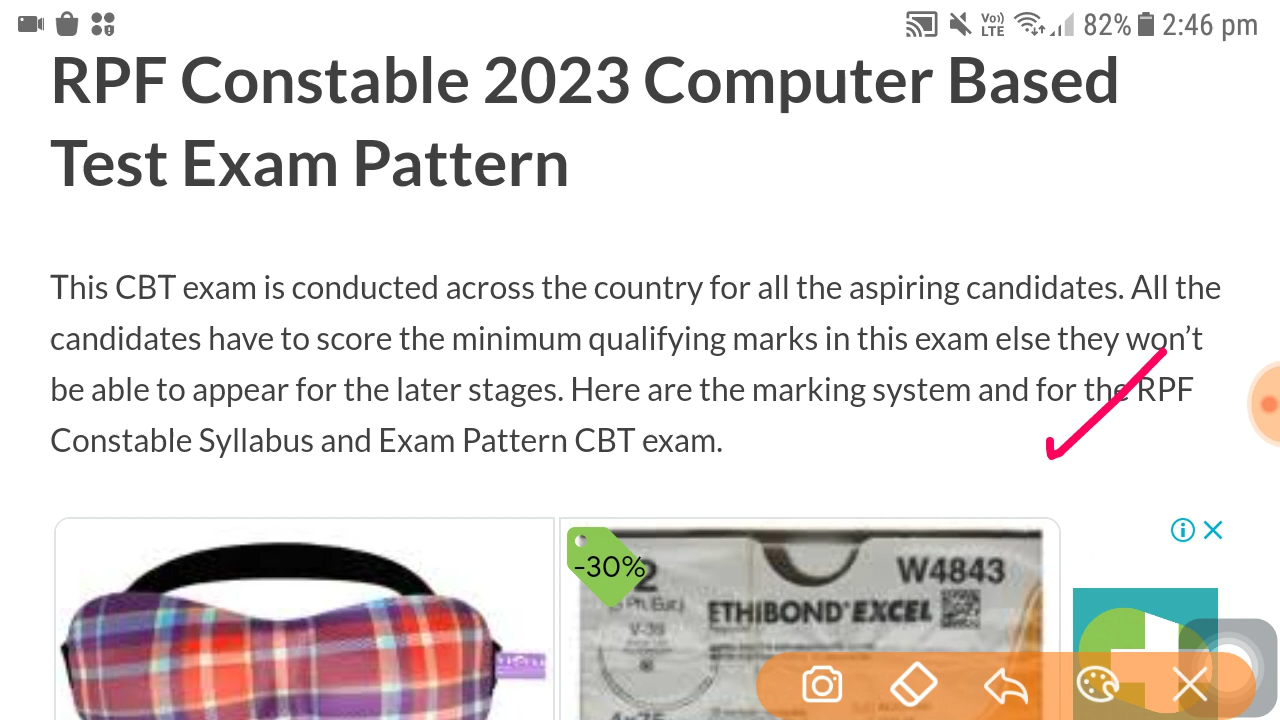 Vo))
LTE
82%
2:46 pm
RPF Constable 2023 Computer Based
Test Exam Pattern
This CBT exam is conducted across the country for all the aspiring candidates. All the
candidates have to score the minimum qualifying marks in this exam else they won't
be able to appear for the later stages. Here are the marking system and for the RPF
Constable Syllabus and Exam Pattern CBT exam.
-30%
2
W4843
ETHIBOND* EXCEL